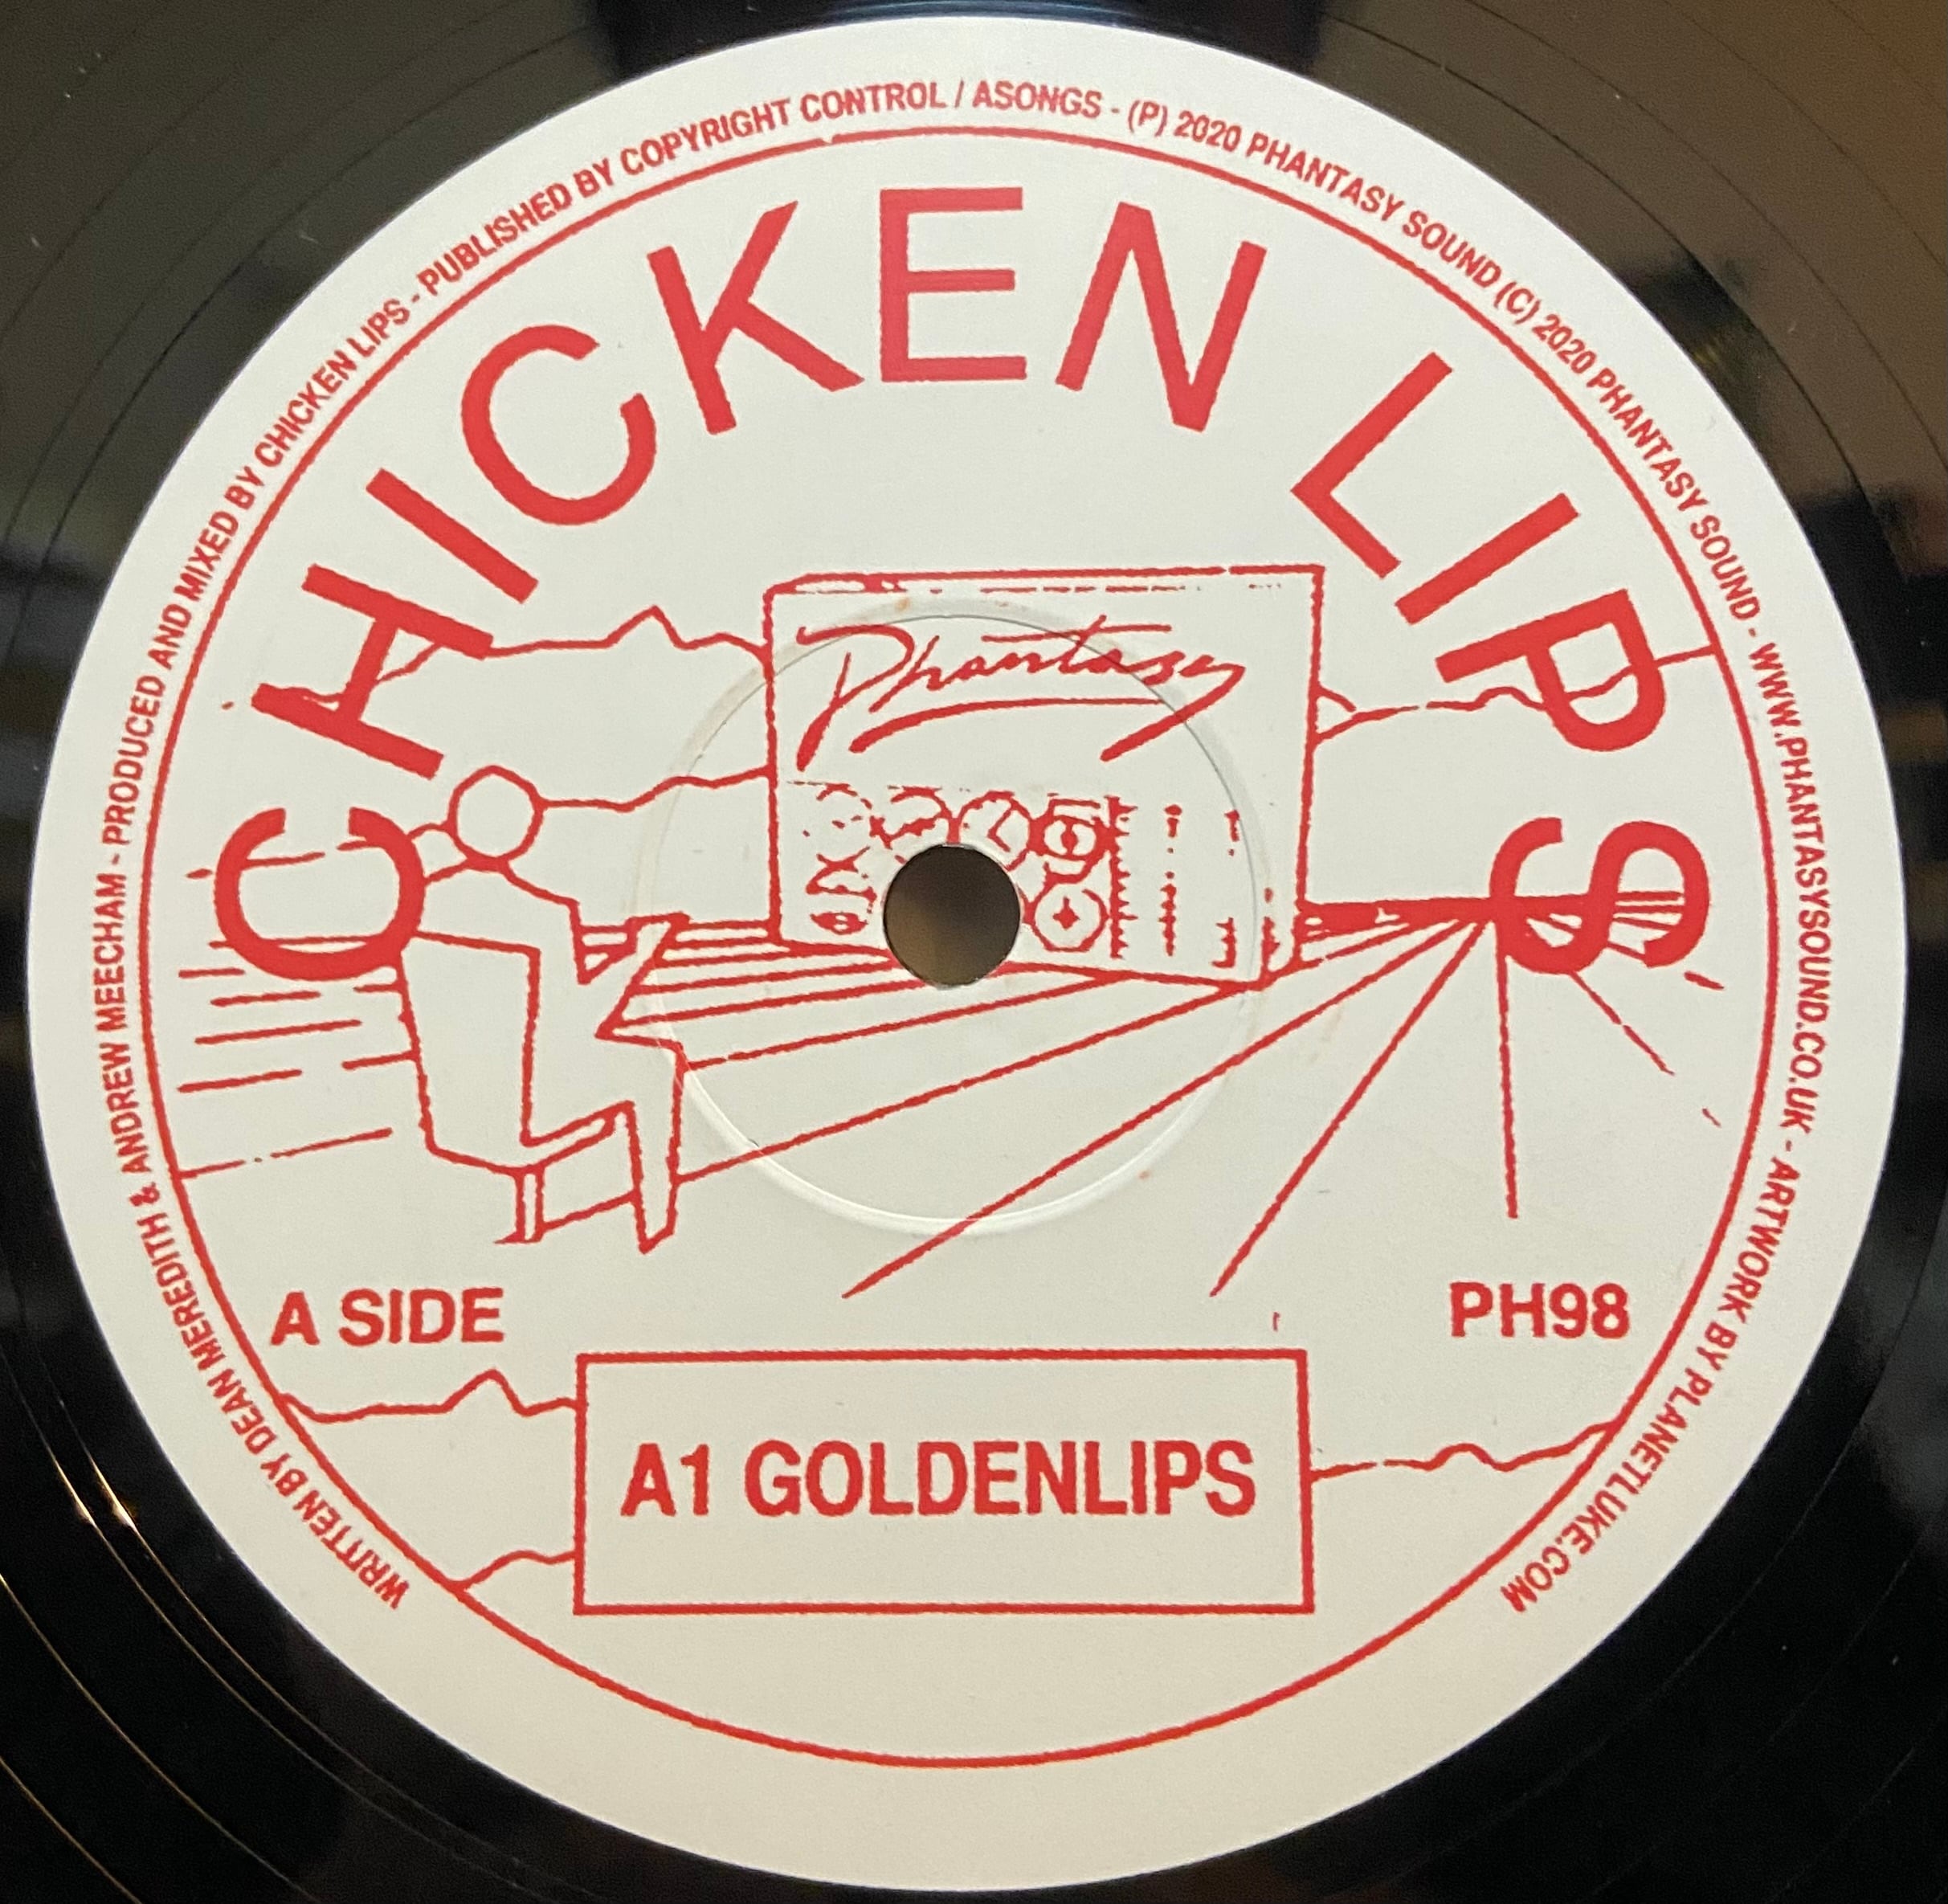 WRITTEN BY DEAN MEREDITH & ANDREW MEECHAM - PRODUCED AND MIXED BY CHICKEN LIPS - PUBLISHED BY COPYRIGHT CONTROL / ASONGS - (P) 2020 PHANTASY SOUND (C) 2020 PHANTASY SOUND - WWW.PHANTASYSOUND.CO.UK - ARTWORK BY PLANETLUKE.COM
CHICKEN LIPS
Phantasy
A SIDE
PH98
A1 GOLDENLIPS